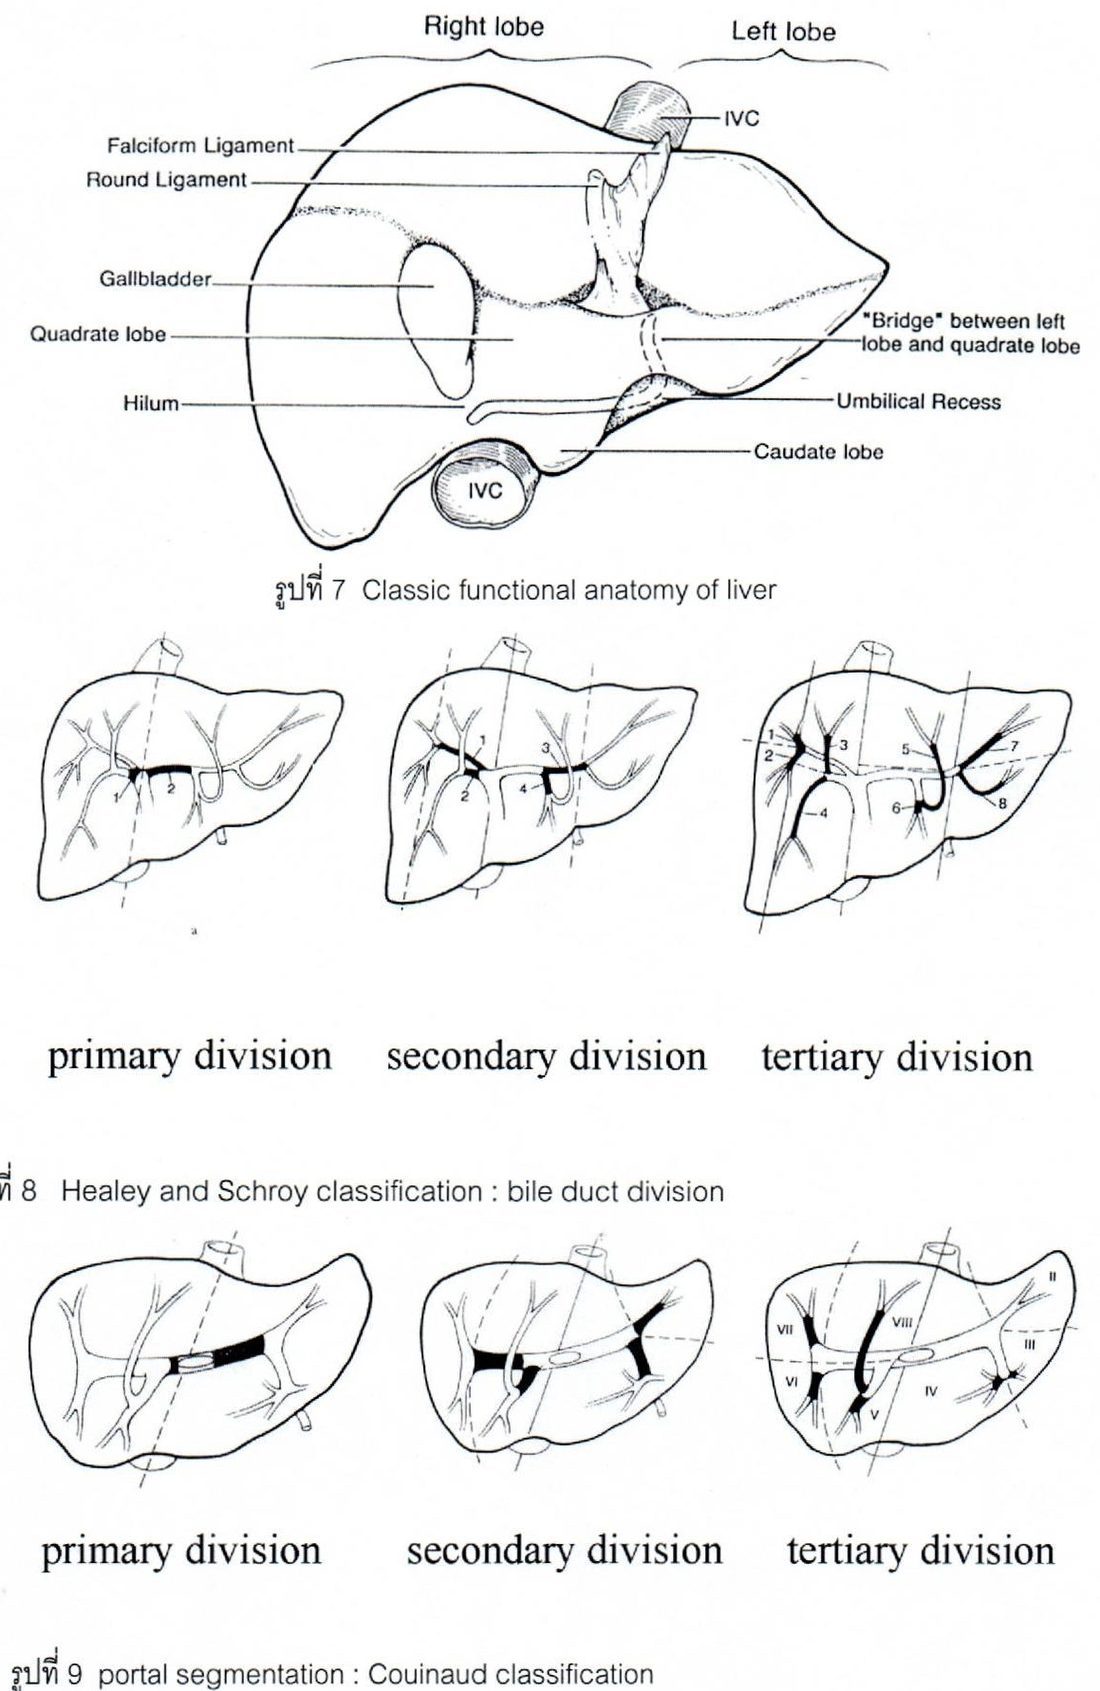 Right lobe
Left lobe
IVC
Falciform Ligament
Round Ligament
Gallbladder
Quadrate lobe
"Bridge" between left
lobe and quadrate lobe
Hilum
Umbilical Recess
Caudate lobe
IVC
รูปที่ 7 Classic functional anatomy of liver
1 2
1 2 3 4
1 2 3 4 5 6 7 8
a
primary division
secondary division
tertiary division
ที่ 8 Healey and Schroy classification : bile duct division
II
VII VIII III
VI IV
V
primary division
secondary division
tertiary division
รูปที่ 9 portal segmentation : Couinaud classification